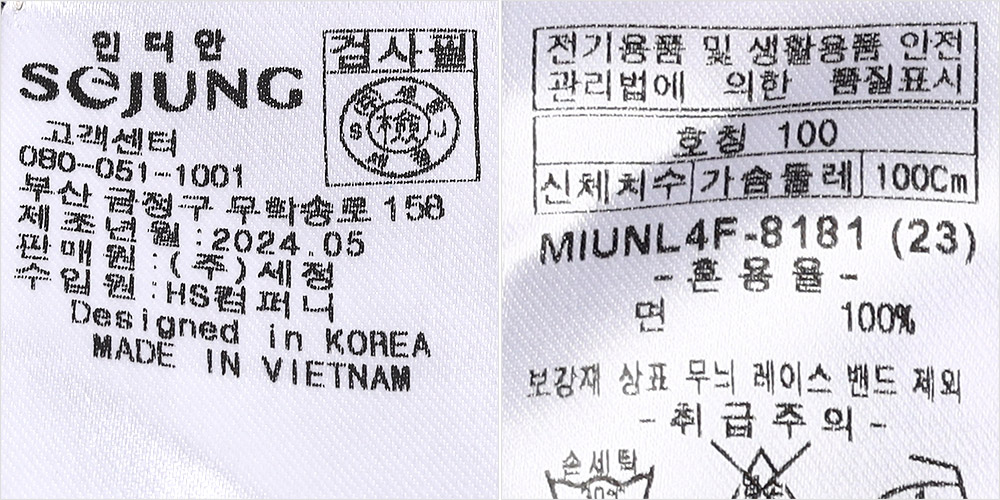 인디안
SEJUNG
검사필
S 檢 J
고객센터
080-051-1001
부산 금정구 무학송로 158
제조년월:2024.05
판매원:(주)세정
수입원:HS컴퍼니
Designed in KOREA
MADE IN VIETNAM
전기용품 및 생활용품 안전
관리법에 의한 품질표시
호칭 100
신체치수 가슴둘레 100Cm
MIUNL4F-8181 (23)
-혼용율-
면 100%
보강재 상표 무늬 레이스 밴드 제외
-취급주의-
손세탁